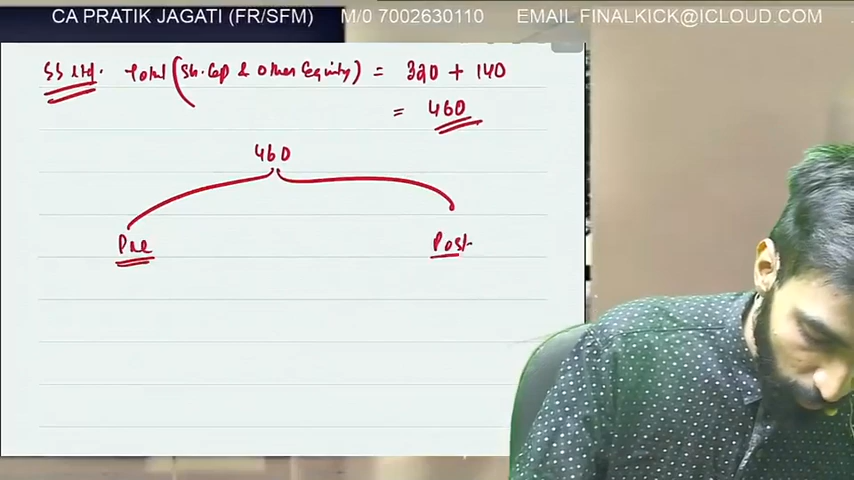 CA PRATIK JAGATI (FR/SFM) M/0 7002630110 EMAIL FINALKICK@ICLOUD.COM
SS Ltd. Total (Sh. Cap & Other Equity) = 320 + 140
= 460
460
Pre Post